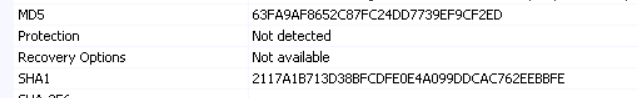 MD5 63FA9AF8652C87FC24DD7739EF9CF2ED
Protection Not detected
Recovery Options Not available
SHA1 2117A1B713D38BFCDFE0E4A099DDCAC762EEBBFE